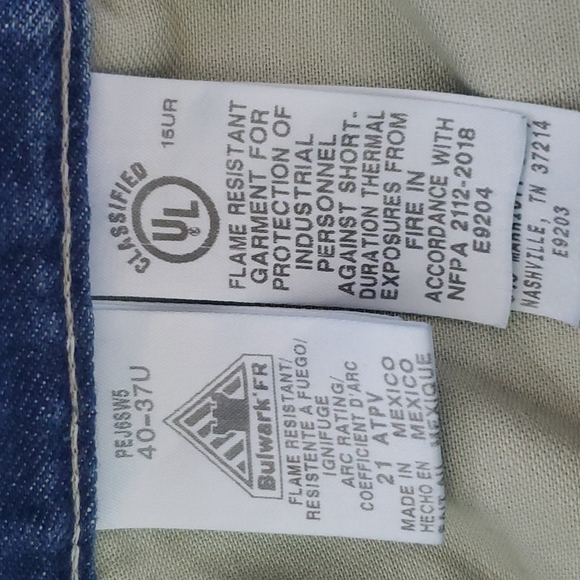 CLASSIFIED
UL
®
15UR
FLAME RESISTANT
GARMENT FOR
PROTECTION OF
INDUSTRIAL
PERSONNEL
AGAINST SHORT-
DURATION THERMAL
EXPOSURES FROM
FIRE IN
ACCORDANCE WITH
NFPA 2112-2018
E9204
NASHVILLE, TN 37214
E9203
PEJ6SW5
40-37U
Bulwark FR
FLAME RESISTANT/
RESISTENTE A FUEGO/
IGNIFUGE
ARC RATING/
COEFFICIENT D'ARC
21 ATPV
MADE IN MEXICO
HECHO EN MEXICO
MEXIQUE